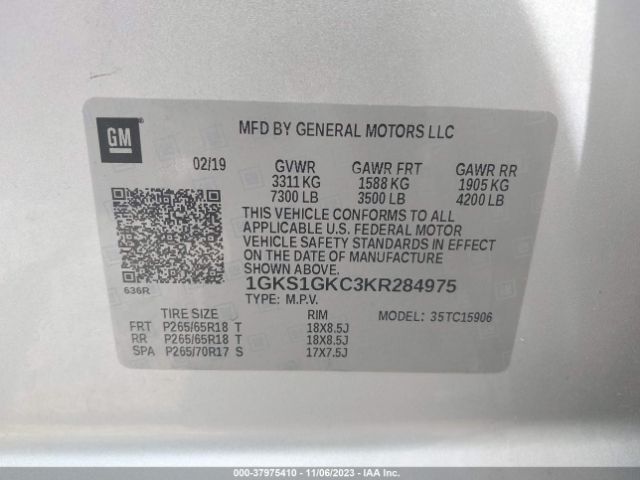 GM
MFD BY GENERAL MOTORS LLC
02/19 GVWR GAWR FRT GAWR RR
3311 KG 1588 KG 1905 KG
7300 LB 3500 LB 4200 LB
THIS VEHICLE CONFORMS TO ALL
APPLICABLE U.S. FEDERAL MOTOR
VEHICLE SAFETY STANDARDS IN EFFECT
ON THE DATE OF MANUFACTURE
SHOWN ABOVE.
636R
1GKS1GKC3KR284975
TYPE: M.P.V.
TIRE SIZE RIM MODEL: 35TC15906
FRT P265/65R18 T 18X8.5J
RR P265/65R18 T 18X8.5J
SPA P265/70R17 S 17X7.5J
000-37975410 - 11/06/2023 - IAA Inc.